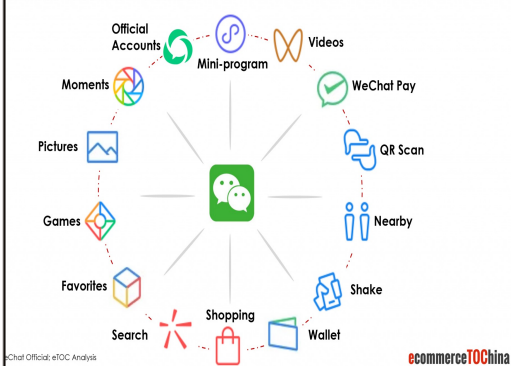 Official
Accounts
Mini-program
Videos
Moments
WeChat Pay
Pictures
QR Scan
Games
Nearby
Favorites
Shake
Search
Shopping
Wallet
eChat Official; eTOC Analysis
ecommerceTOChina